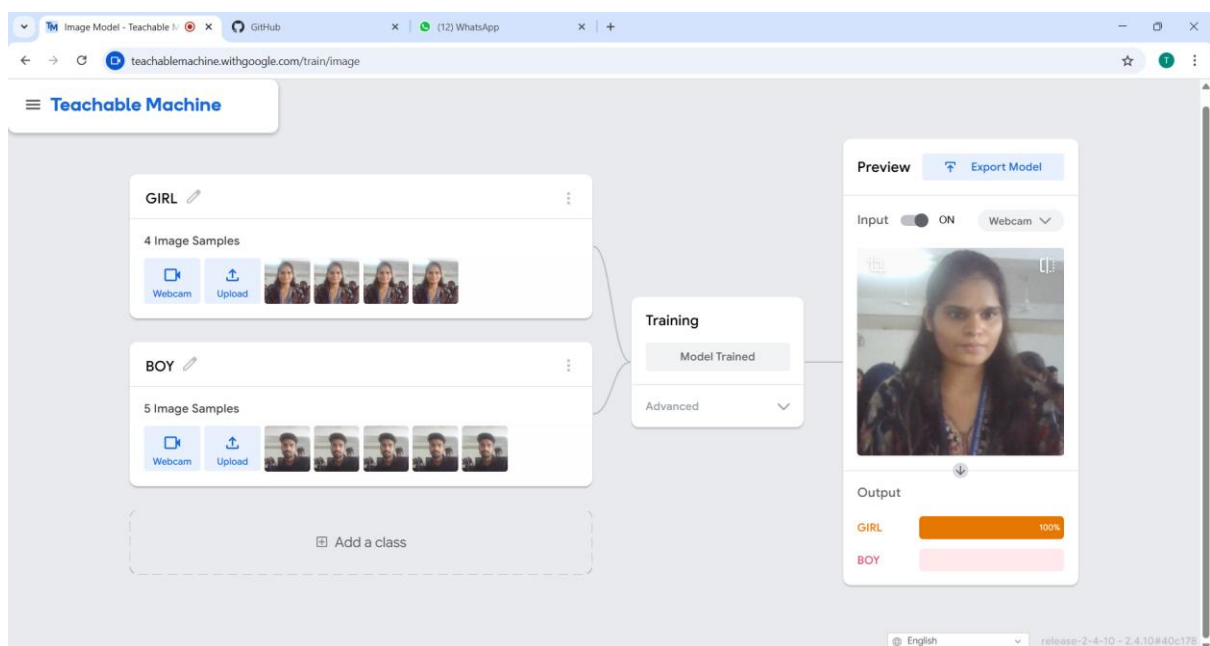 Image Model - Teachable M
GitHub
(12) WhatsApp
teachablemachine.withgoogle.com/train/image
T
Teachable Machine
GIRL
4 Image Samples
Webcam
Upload
BOY
5 Image Samples
Webcam
Upload
Add a class
Training
Model Trained
Advanced
Preview
Export Model
Input ON Webcam
Output
GIRL 100%
BOY
English
release-2-4-10 - 2.4.10#40c178